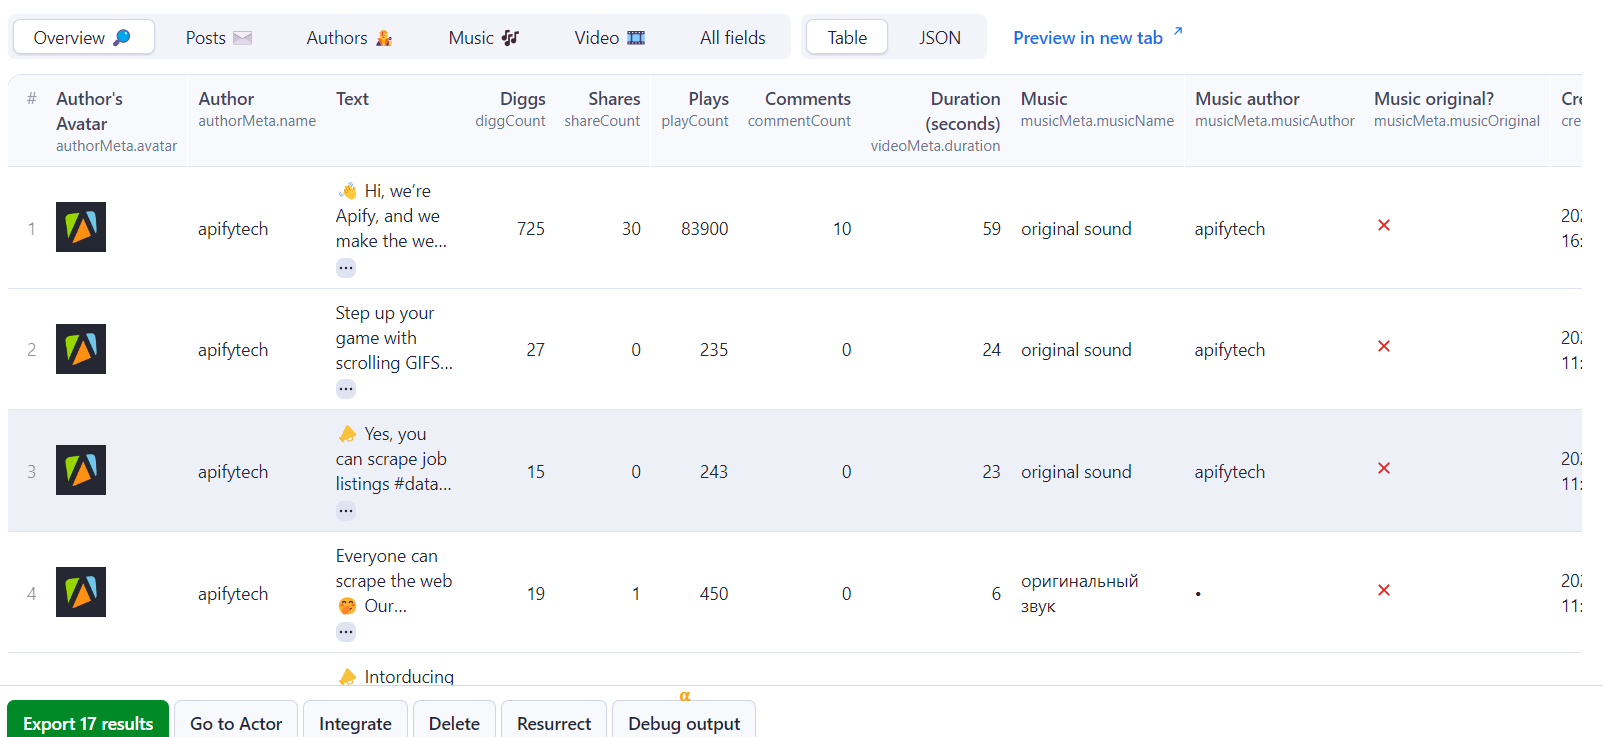 Overview
Posts
Authors
Music
Video
All fields
Table
JSON
Preview in new tab
#
Author's
Avatar
authorMeta.avatar
Author
authorMeta.name
Text
Diggs
diggCount
Shares
shareCount
Plays
playCount
Comments
commentCount
Duration
(seconds)
videoMeta.duration
Music
musicMeta.musicName
Music author
musicMeta.musicAuthor
Music original?
musicMeta.musicOriginal
Cre
cre
1
apifytech
👋 Hi, we’re
Apify, and we
make the we...
725
30
83900
10
59
original sound
apifytech
202
16:
2
apifytech
Step up your
game with
scrolling GIFS...
27
0
235
0
24
original sound
apifytech
202
11:
3
apifytech
📣 Yes, you
can scrape job
listings #data...
15
0
243
0
23
original sound
apifytech
202
11:
4
apifytech
Everyone can
scrape the web
🤭 Our...
19
1
450
0
6
оригинальный
звук
•
202
11:
📣 Intorducing
Export 17 results
Go to Actor
Integrate
Delete
Resurrect
Debug output
α